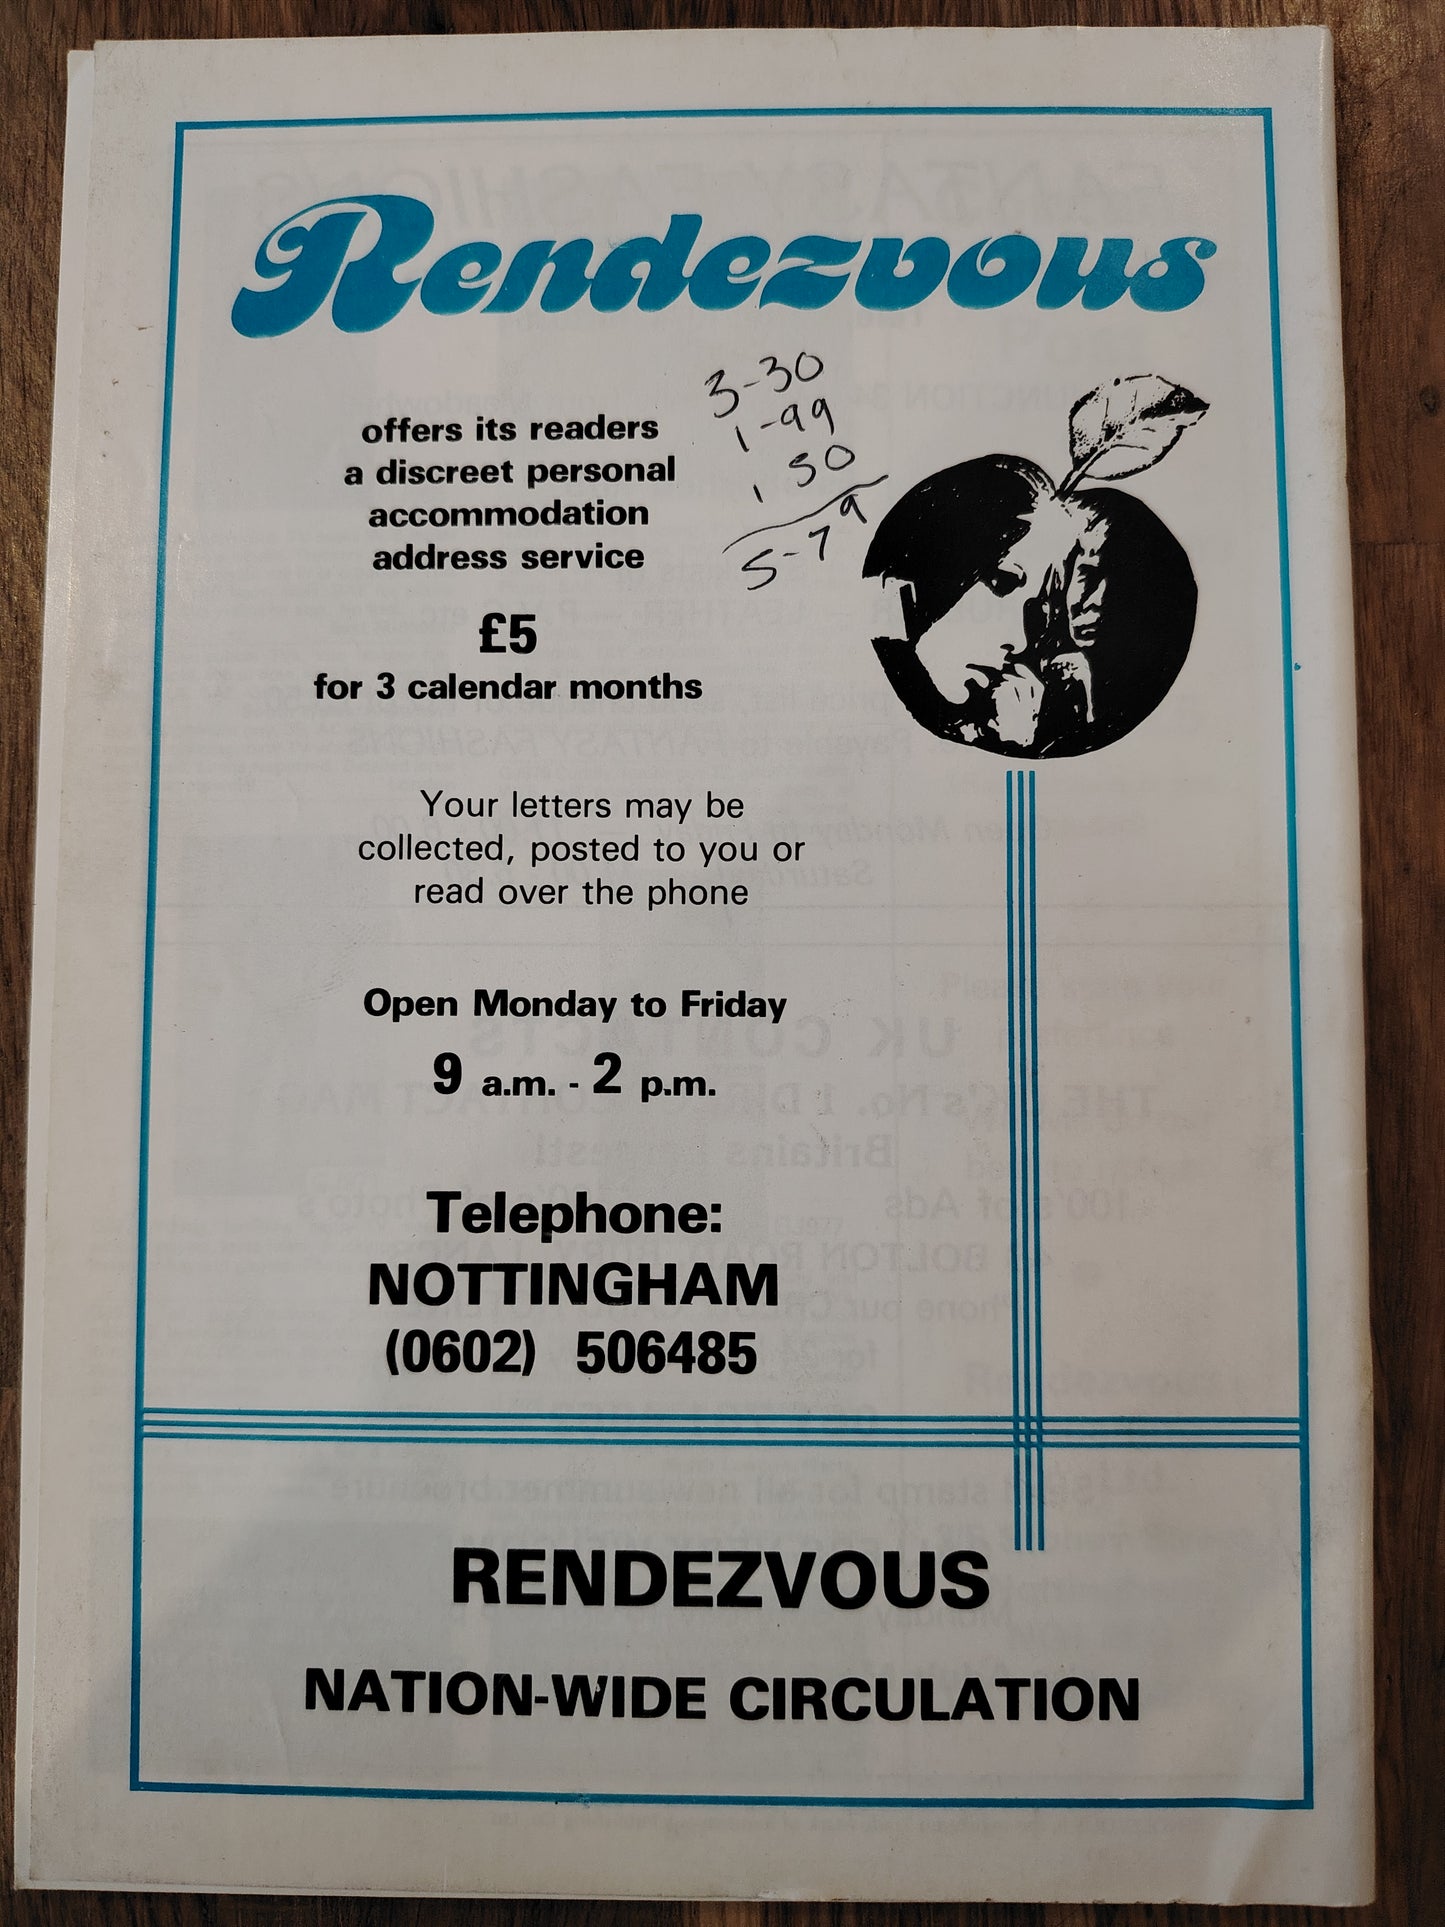 Rendezvous
offers its readers
a discreet personal
accommodation
address service
£5
for 3 calendar months
3-30
1-99
, 50
5-79
Your letters may be
collected, posted to you or
read over the phone
Open Monday to Friday
9 a.m. - 2 p.m.
Telephone:
NOTTINGHAM
(0602) 506485
RENDEZVOUS
NATION-WIDE CIRCULATION